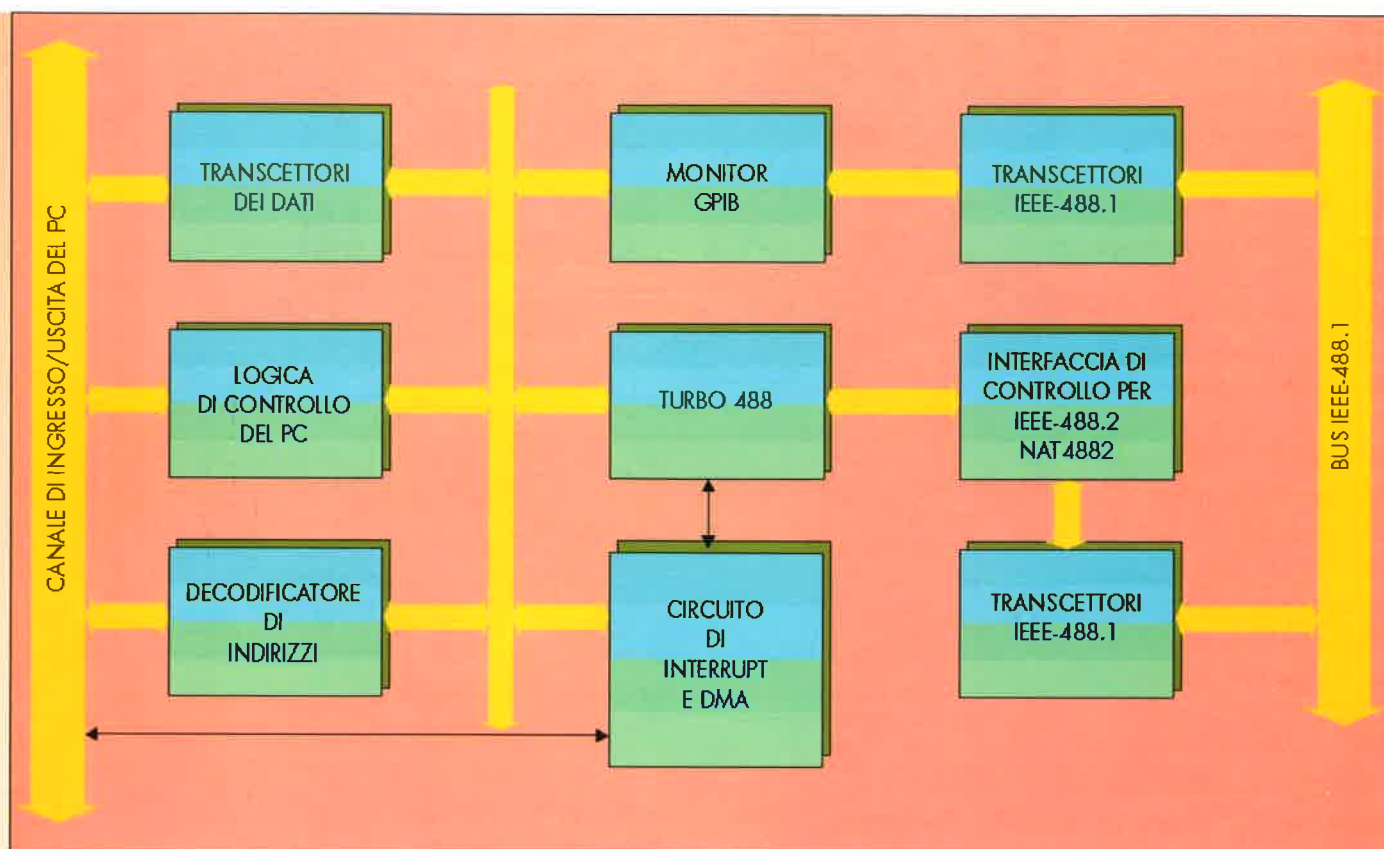 CANALE DI INGRESSO/USCITA DEL PC
TRANSCETTORI
DEI DATI
MONITOR
GPIB
TRANSCETTORI
IEEE-488.1
LOGICA
DI CONTROLLO
DEL PC
TURBO 488
INTERFACCIA DI
CONTROLLO PER
IEEE-488.2
NAT4882
DECODIFICATORE
DI
INDIRIZZI
CIRCUITO
DI
INTERRUPT
E DMA
TRANSCETTORI
IEEE-488.1
BUS IEEE-488.1